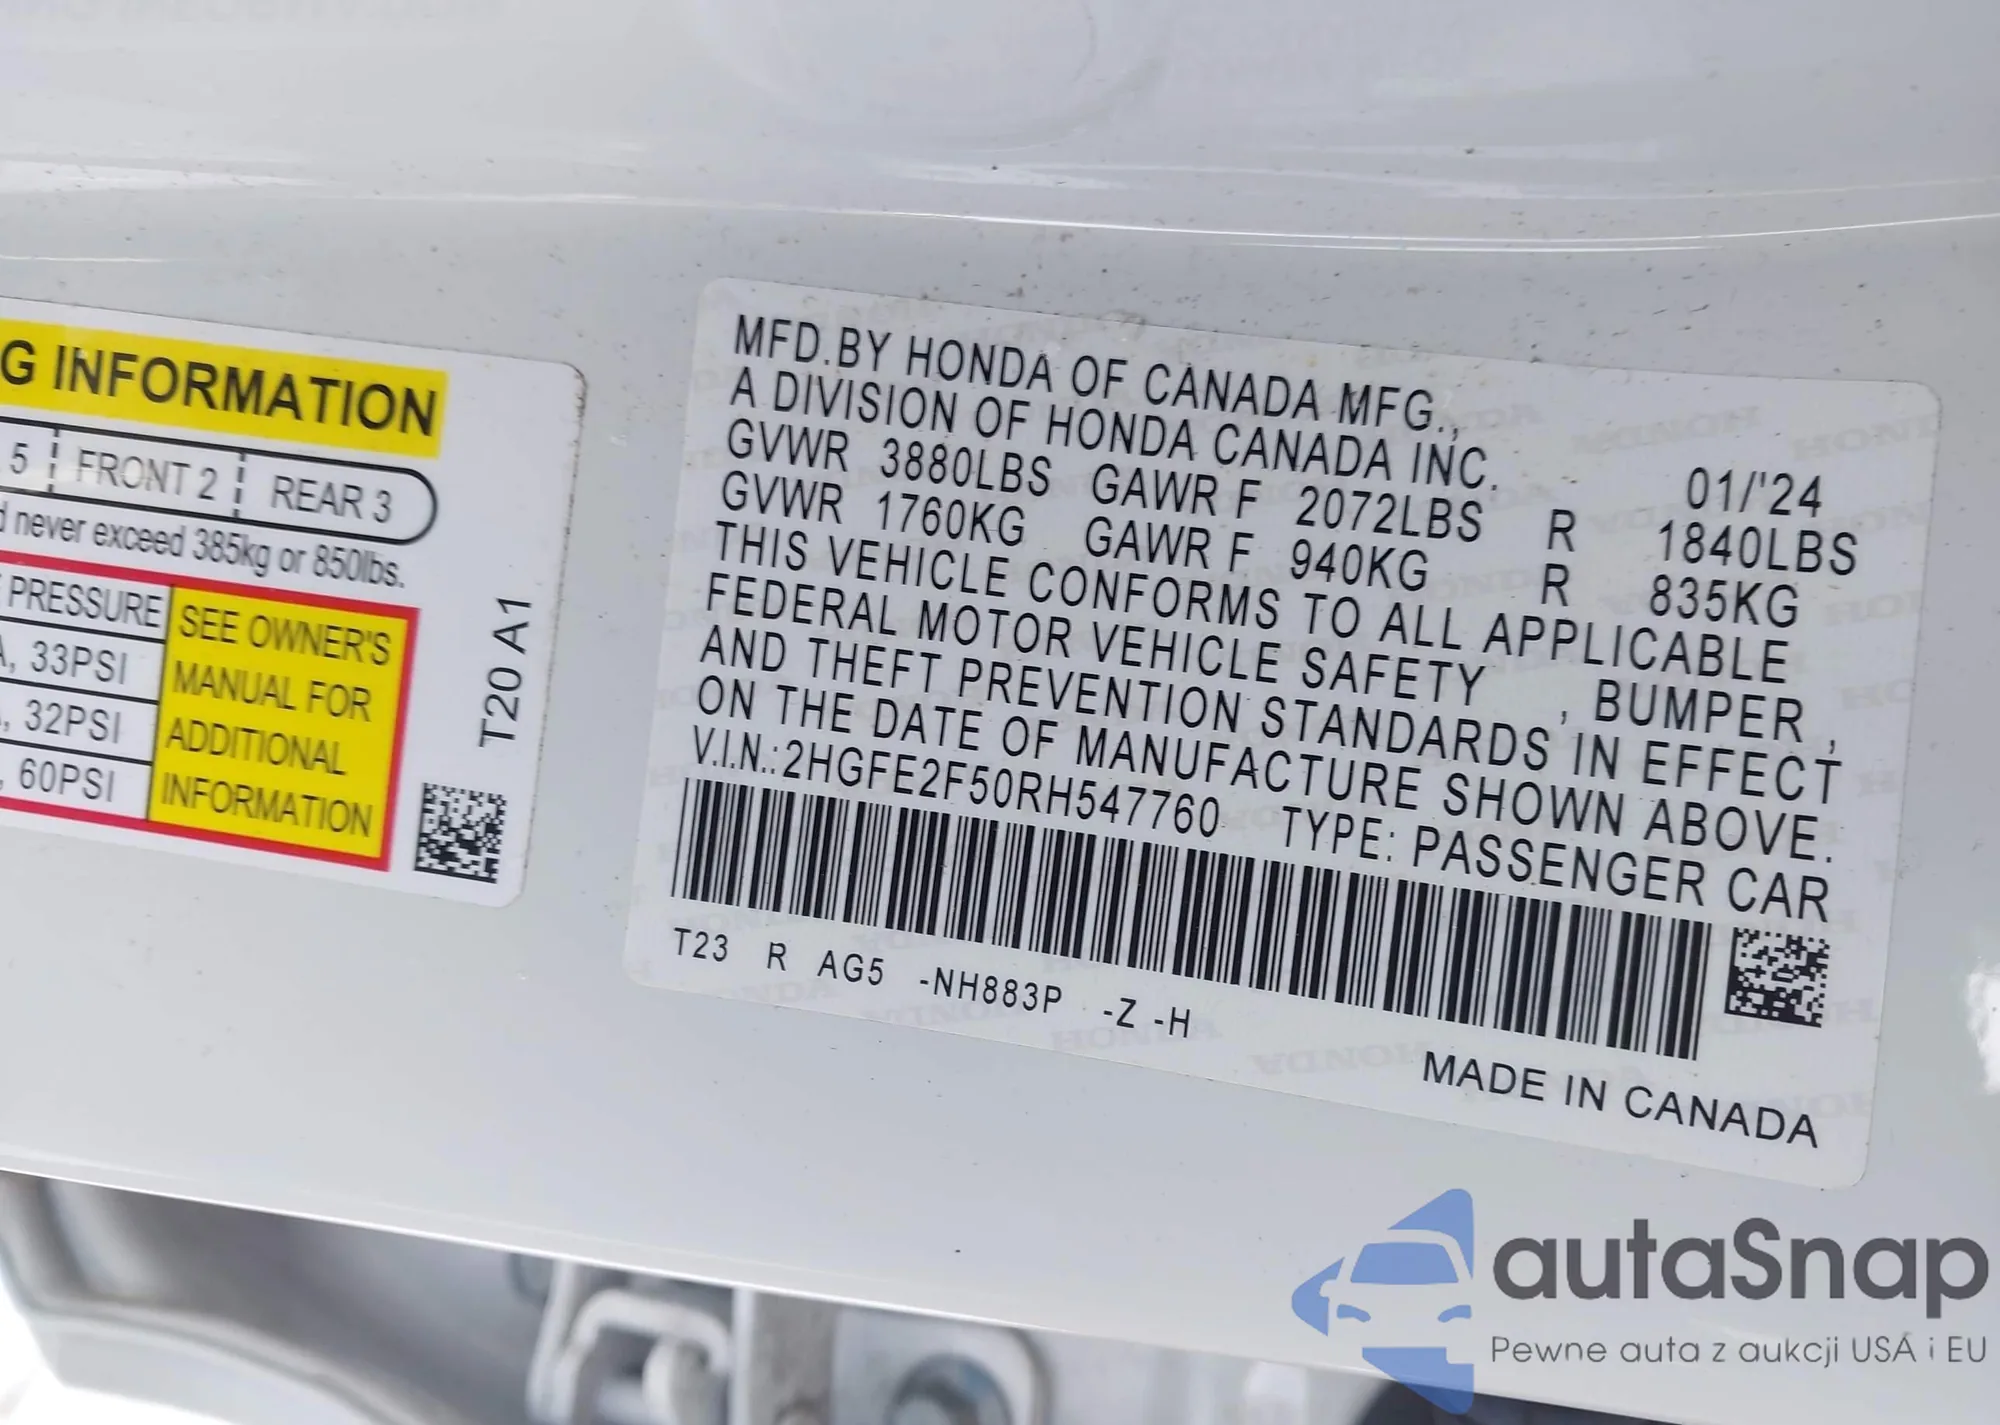 G INFORMATION
5 FRONT 2 REAR 3
never exceed 385kg or 850lbs.
PRESSURE
, 33PSI
, 32PSI
, 60PSI
SEE OWNER'S
MANUAL FOR
ADDITIONAL
INFORMATION
T20 A1
MFD.BY HONDA OF CANADA MFG.,
A DIVISION OF HONDA CANADA INC. 01/'24
GVWR 3880LBS GAWR F 2072LBS R 1840LBS
GVWR 1760KG GAWR F 940KG R 835KG
THIS VEHICLE CONFORMS TO ALL APPLICABLE
FEDERAL MOTOR VEHICLE SAFETY , BUMPER ,
AND THEFT PREVENTION STANDARDS IN EFFECT
ON THE DATE OF MANUFACTURE SHOWN ABOVE.
V.I.N.:2HGFE2F50RH547760 TYPE: PASSENGER CAR
T23 R AG5 -NH883P -Z -H
MADE IN CANADA
autaSnap
Pewne auta z aukcji USA i EU